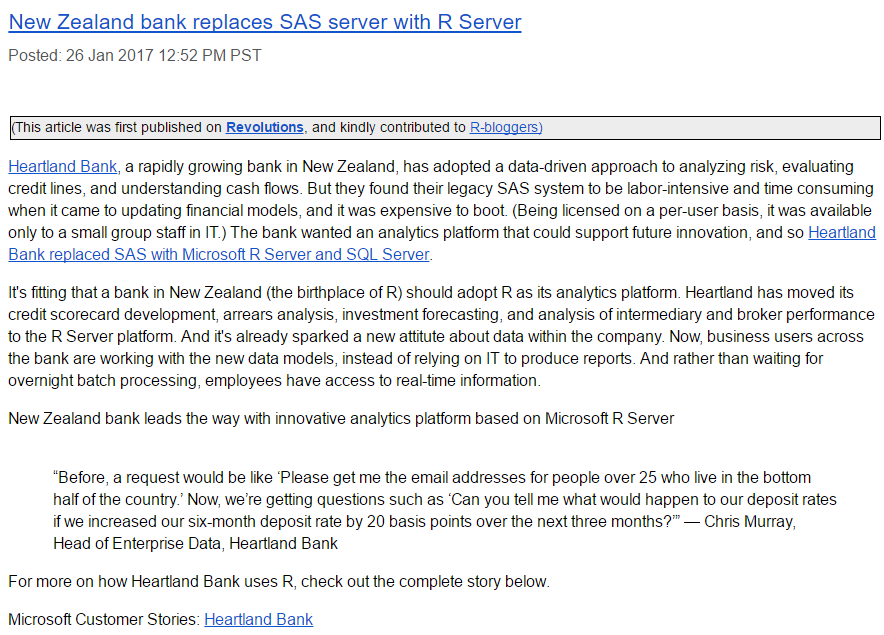 New Zealand bank replaces SAS server with R Server
Posted: 26 Jan 2017 12:52 PM PST
(This article was first published on Revolutions, and kindly contributed to R-bloggers)
Heartland Bank, a rapidly growing bank in New Zealand, has adopted a data-driven approach to analyzing risk, evaluating
credit lines, and understanding cash flows. But they found their legacy SAS system to be labor-intensive and time consuming
when it came to updating financial models, and it was expensive to boot. (Being licensed on a per-user basis, it was available
only to a small group staff in IT.) The bank wanted an analytics platform that could support future innovation, and so Heartland
Bank replaced SAS with Microsoft R Server and SQL Server.
It's fitting that a bank in New Zealand (the birthplace of R) should adopt R as its analytics platform. Heartland has moved its
credit scorecard development, arrears analysis, investment forecasting, and analysis of intermediary and broker performance
to the R Server platform. And it's already sparked a new attitute about data within the company. Now, business users across
the bank are working with the new data models, instead of relying on IT to produce reports. And rather than waiting for
overnight batch processing, employees have access to real-time information.
New Zealand bank leads the way with innovative analytics platform based on Microsoft R Server
“Before, a request would be like ‘Please get me the email addresses for people over 25 who live in the bottom
half of the country.’ Now, we’re getting questions such as ‘Can you tell me what would happen to our deposit rates
if we increased our six-month deposit rate by 20 basis points over the next three months?’” — Chris Murray,
Head of Enterprise Data, Heartland Bank
For more on how Heartland Bank uses R, check out the complete story below.
Microsoft Customer Stories: Heartland Bank